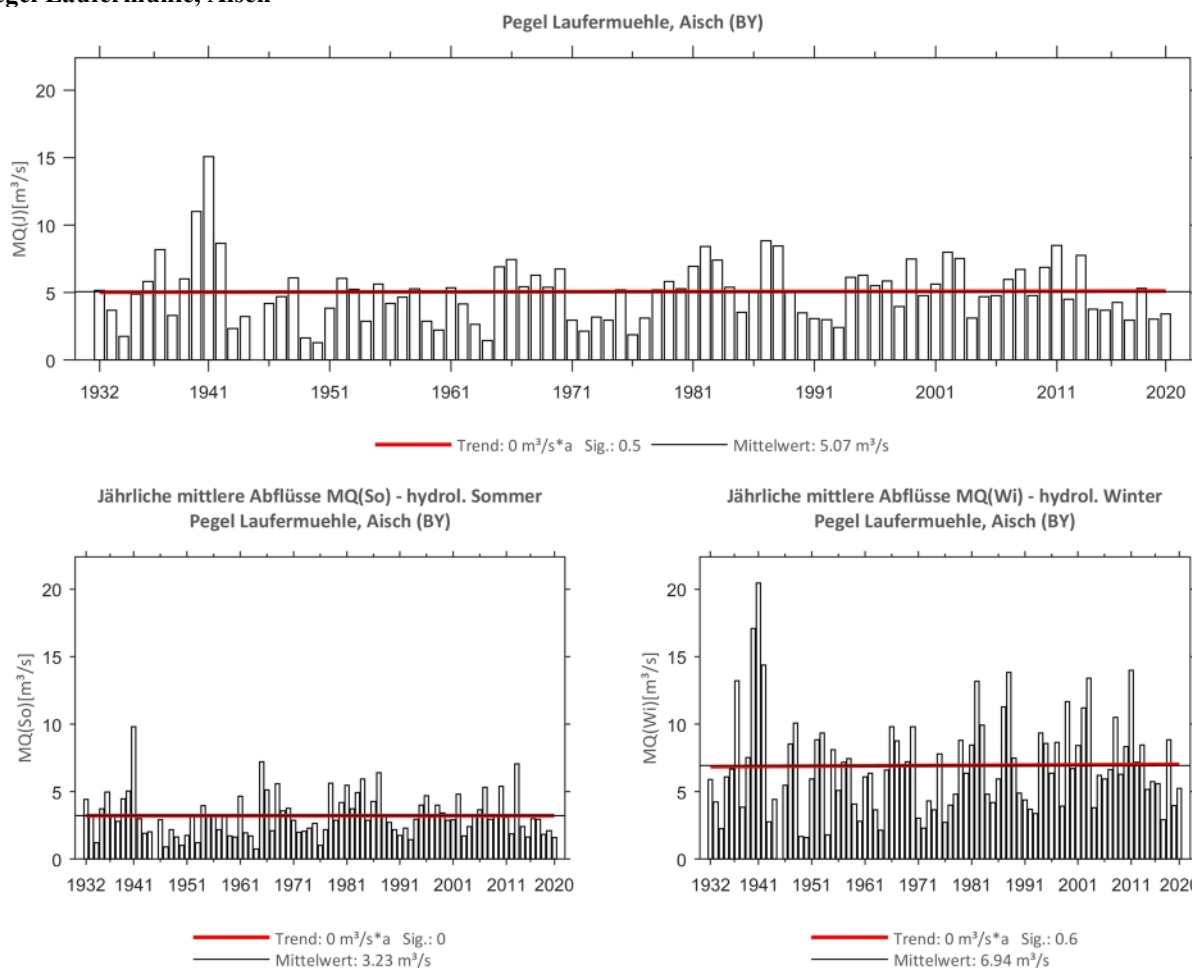 Pegel Laufermuehle, Aisch (BY)
20
15
10
5
0
MQ(J)[m³/s]
1932 1941 1951 1961 1971 1981 1991 2001 2011 2020
Trend: 0 m³/s*a Sig.: 0.5 Mittelwert: 5.07 m³/s
Jährliche mittlere Abflüsse MQ(So) - hydrol. Sommer
Pegel Laufermuehle, Aisch (BY)
20
15
10
5
0
MQ(So)[m³/s]
1932 1941 1951 1961 1971 1981 1991 2001 2011 2020
Trend: 0 m³/s*a Sig.: 0
Mittelwert: 3.23 m³/s
Jährliche mittlere Abflüsse MQ(Wi) - hydrol. Winter
Pegel Laufermuehle, Aisch (BY)
20
15
10
5
0
MQ(Wi)[m³/s]
1932 1941 1951 1961 1971 1981 1991 2001 2011 2020
Trend: 0 m³/s*a Sig.: 0.6
Mittelwert: 6.94 m³/s